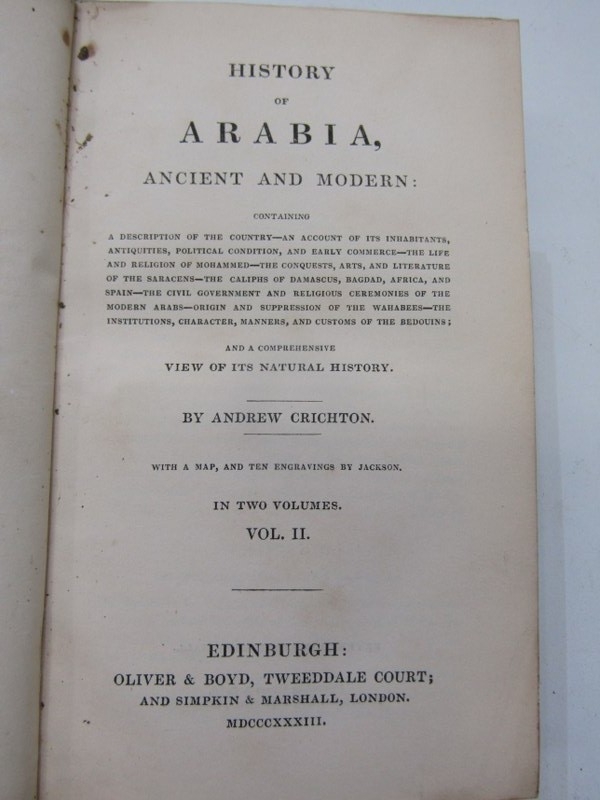 HISTORY
OF
ARABIA,
ANCIENT AND MODERN:
CONTAINING
A DESCRIPTION OF THE COUNTRY—AN ACCOUNT OF ITS INHABITANTS,
ANTIQUITIES, POLITICAL CONDITION, AND EARLY COMMERCE—THE LIFE
AND RELIGION OF MOHAMMED—THE CONQUESTS, ARTS, AND LITERATURE
OF THE SARACENS—THE CALIPHS OF DAMASCUS, BAGDAD, AFRICA, AND
SPAIN—THE CIVIL GOVERNMENT AND RELIGIOUS CEREMONIES OF THE
MODERN ARABS—ORIGIN AND SUPPRESSION OF THE WAHABEES—THE
INSTITUTIONS, CHARACTER, MANNERS, AND CUSTOMS OF THE BEDOUINS;
AND A COMPREHENSIVE
VIEW OF ITS NATURAL HISTORY.
BY ANDREW CRICHTON.
WITH A MAP, AND TEN ENGRAVINGS BY JACKSON.
IN TWO VOLUMES.
VOL. II.
EDINBURGH:
OLIVER & BOYD, TWEEDDALE COURT;
AND SIMPKIN & MARSHALL, LONDON.
MDCCCXXXIII.